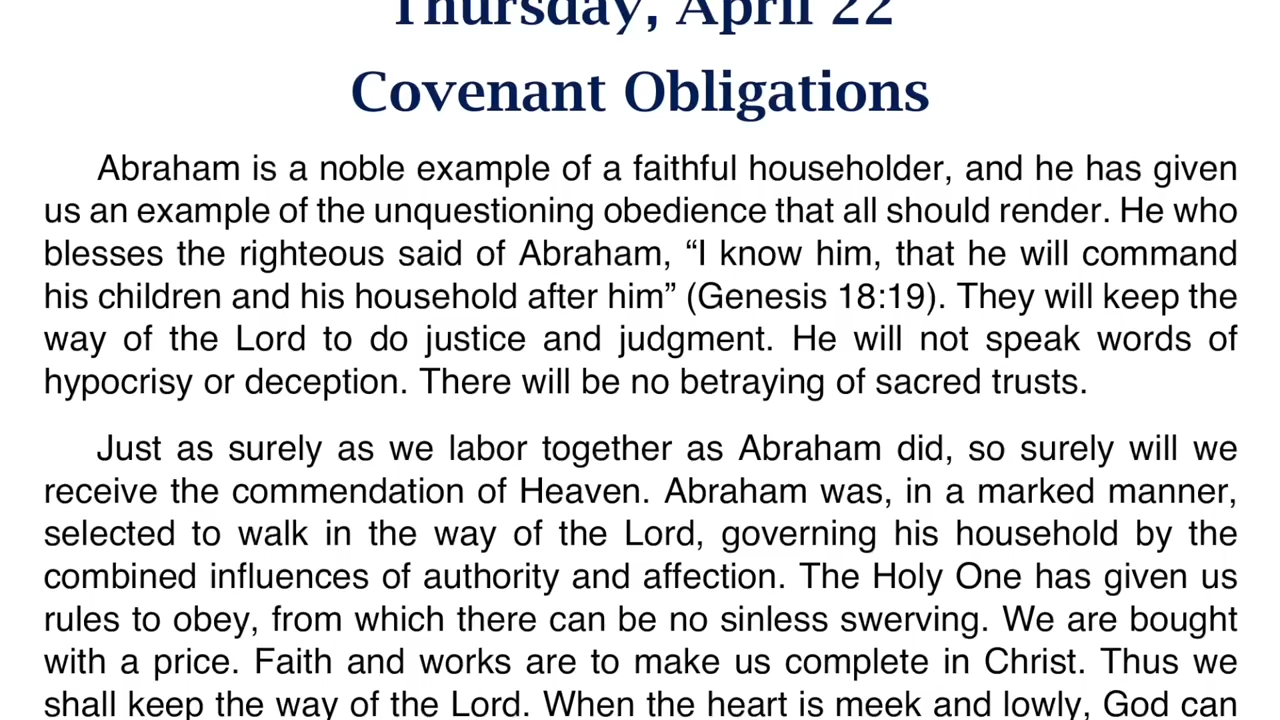 Thursday, April 22
Covenant Obligations
Abraham is a noble example of a faithful householder, and he has given
us an example of the unquestioning obedience that all should render. He who
blesses the righteous said of Abraham, “I know him, that he will command
his children and his household after him” (Genesis 18:19). They will keep the
way of the Lord to do justice and judgment. He will not speak words of
hypocrisy or deception. There will be no betraying of sacred trusts.
Just as surely as we labor together as Abraham did, so surely will we
receive the commendation of Heaven. Abraham was, in a marked manner,
selected to walk in the way of the Lord, governing his household by the
combined influences of authority and affection. The Holy One has given us
rules to obey, from which there can be no sinless swerving. We are bought
with a price. Faith and works are to make us complete in Christ. Thus we
shall keep the way of the Lord. When the heart is meek and lowly, God can